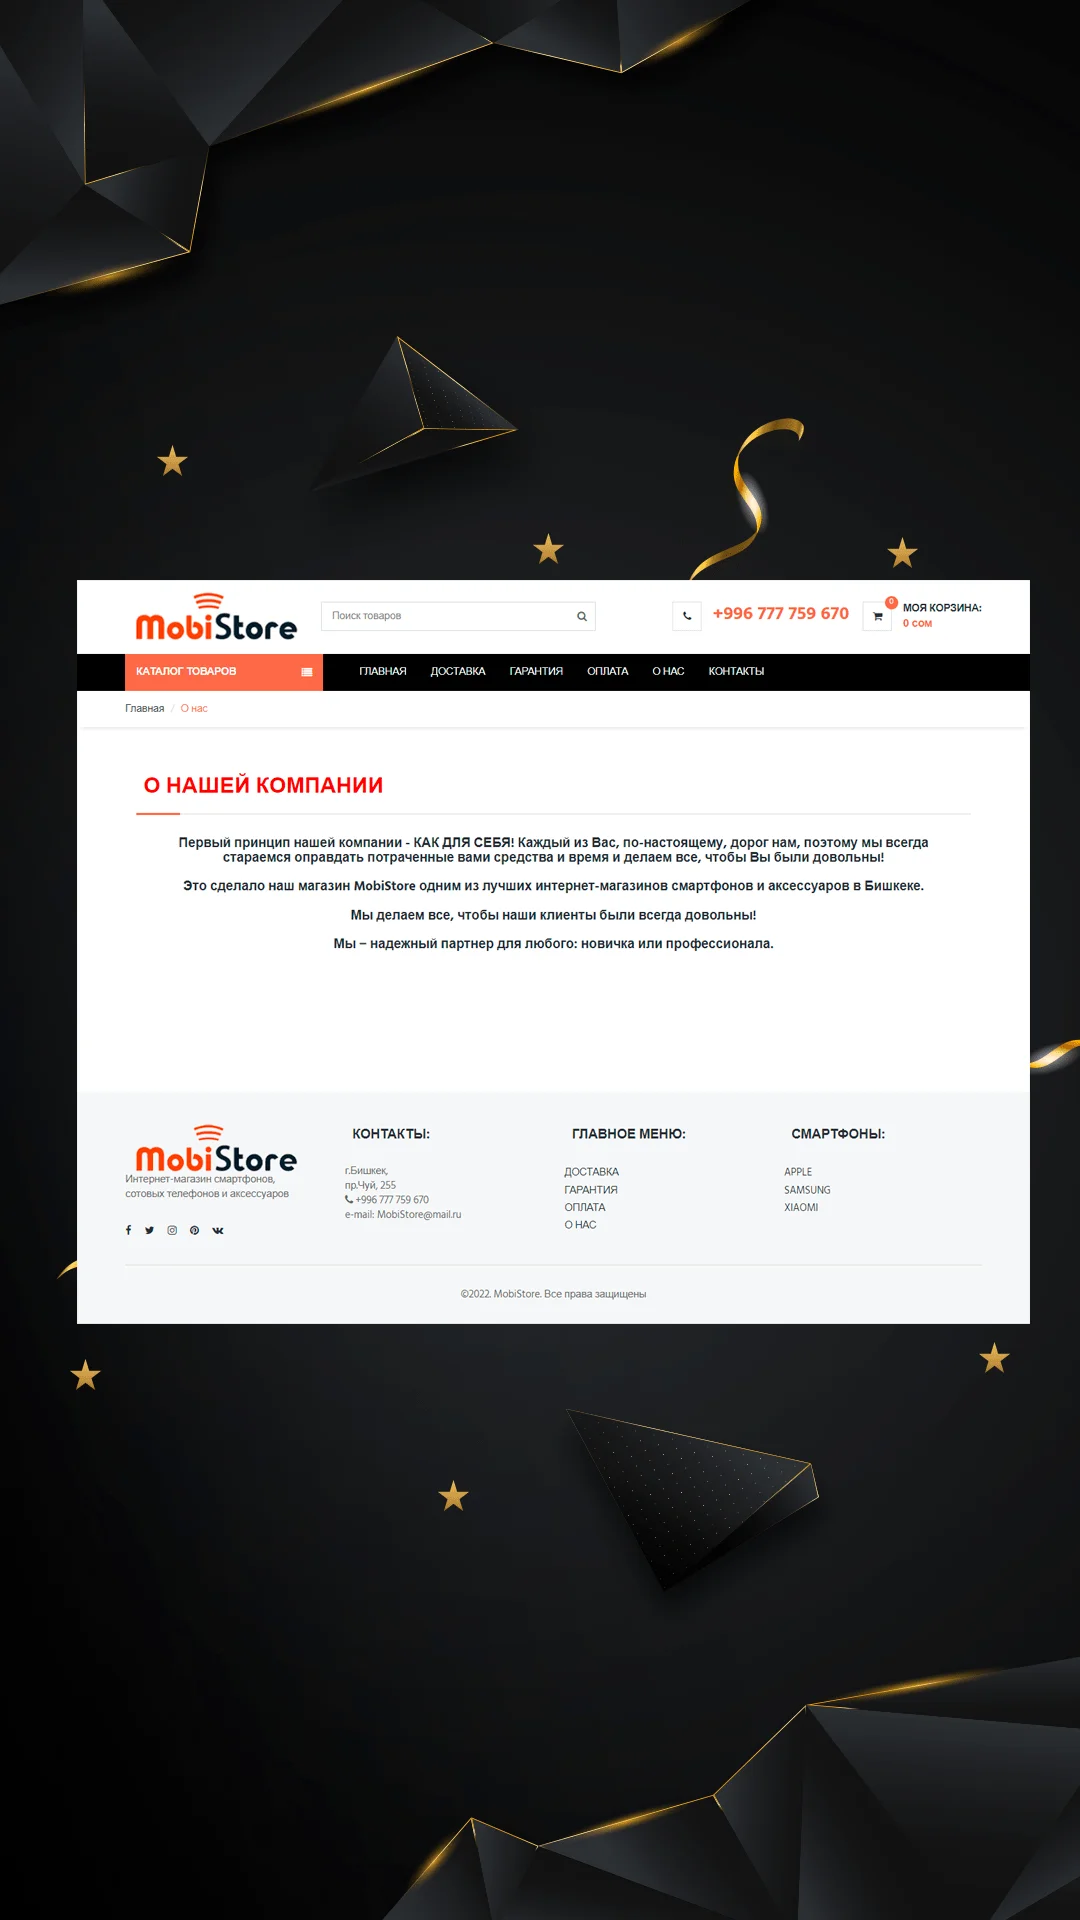 MobiStore
Поиск товаров
+996 777 759 670
0
МОЯ КОРЗИНА:
0 сом
КАТАЛОГ ТОВАРОВ
ГЛАВНАЯ ДОСТАВКА ГАРАНТИЯ ОПЛАТА О НАС КОНТАКТЫ
Главная / О нас
О НАШЕЙ КОМПАНИИ
Первый принцип нашей компании - КАК ДЛЯ СЕБЯ! Каждый из Вас, по-настоящему, дорог нам, поэтому мы всегда
стараемся оправдать потраченные вами средства и время и делаем все, чтобы Вы были довольны!
Это сделало наш магазин MobiStore одним из лучших интернет-магазинов смартфонов и аксессуаров в Бишкеке.
Мы делаем все, чтобы наши клиенты были всегда довольны!
Мы – надежный партнер для любого: новичка или профессионала.
MobiStore
Интернет-магазин смартфонов,
сотовых телефонов и аксессуаров
КОНТАКТЫ:
г.Бишкек,
пр.Чуй, 255
+996 777 759 670
e-mail: MobiStore@mail.ru
ГЛАВНОЕ МЕНЮ:
ДОСТАВКА
ГАРАНТИЯ
ОПЛАТА
О НАС
СМАРТФОНЫ:
APPLE
SAMSUNG
XIAOMI
©2022. MobiStore. Все права защищены